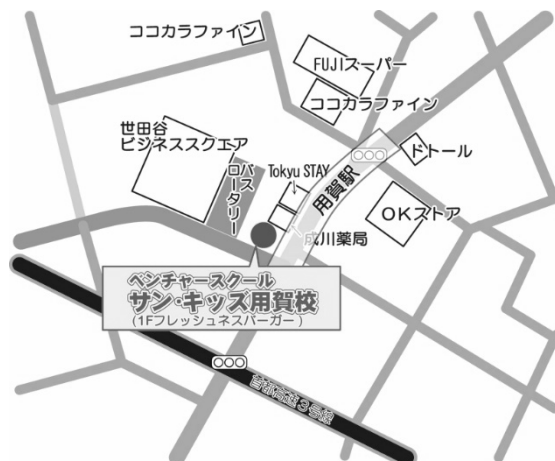 ココカラファイン
FUJIスーパー
ココカラファイン
世田谷
ビジネススクエア
バス
ロータリー
Tokyu STAY
用賀駅
ドトール
OKストア
成川薬局
ベンチャースクール
サン・キッズ用賀校
(1Fフレッシュネスバーガー)
首都高速3号線